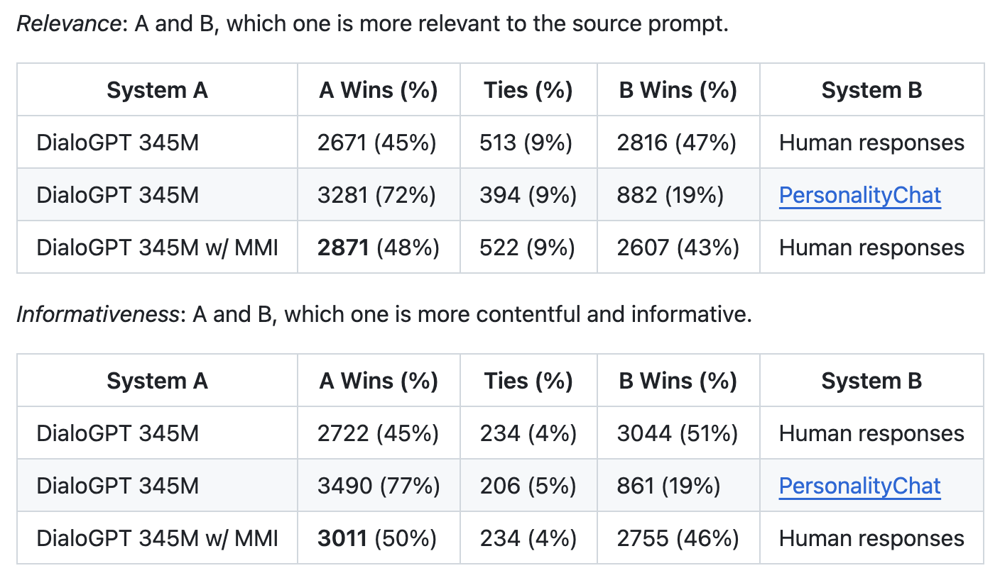 Relevance: A and B, which one is more relevant to the source prompt.
System A A Wins (%) Ties (%) B Wins (%) System B
DialoGPT 345M 2671 (45%) 513 (9%) 2816 (47%) Human responses
DialoGPT 345M 3281 (72%) 394 (9%) 882 (19%) PersonalityChat
DialoGPT 345M w/ MMI 2871 (48%) 522 (9%) 2607 (43%) Human responses
Informativeness: A and B, which one is more contentful and informative.
System A A Wins (%) Ties (%) B Wins (%) System B
DialoGPT 345M 2722 (45%) 234 (4%) 3044 (51%) Human responses
DialoGPT 345M 3490 (77%) 206 (5%) 861 (19%) PersonalityChat
DialoGPT 345M w/ MMI 3011 (50%) 234 (4%) 2755 (46%) Human responses